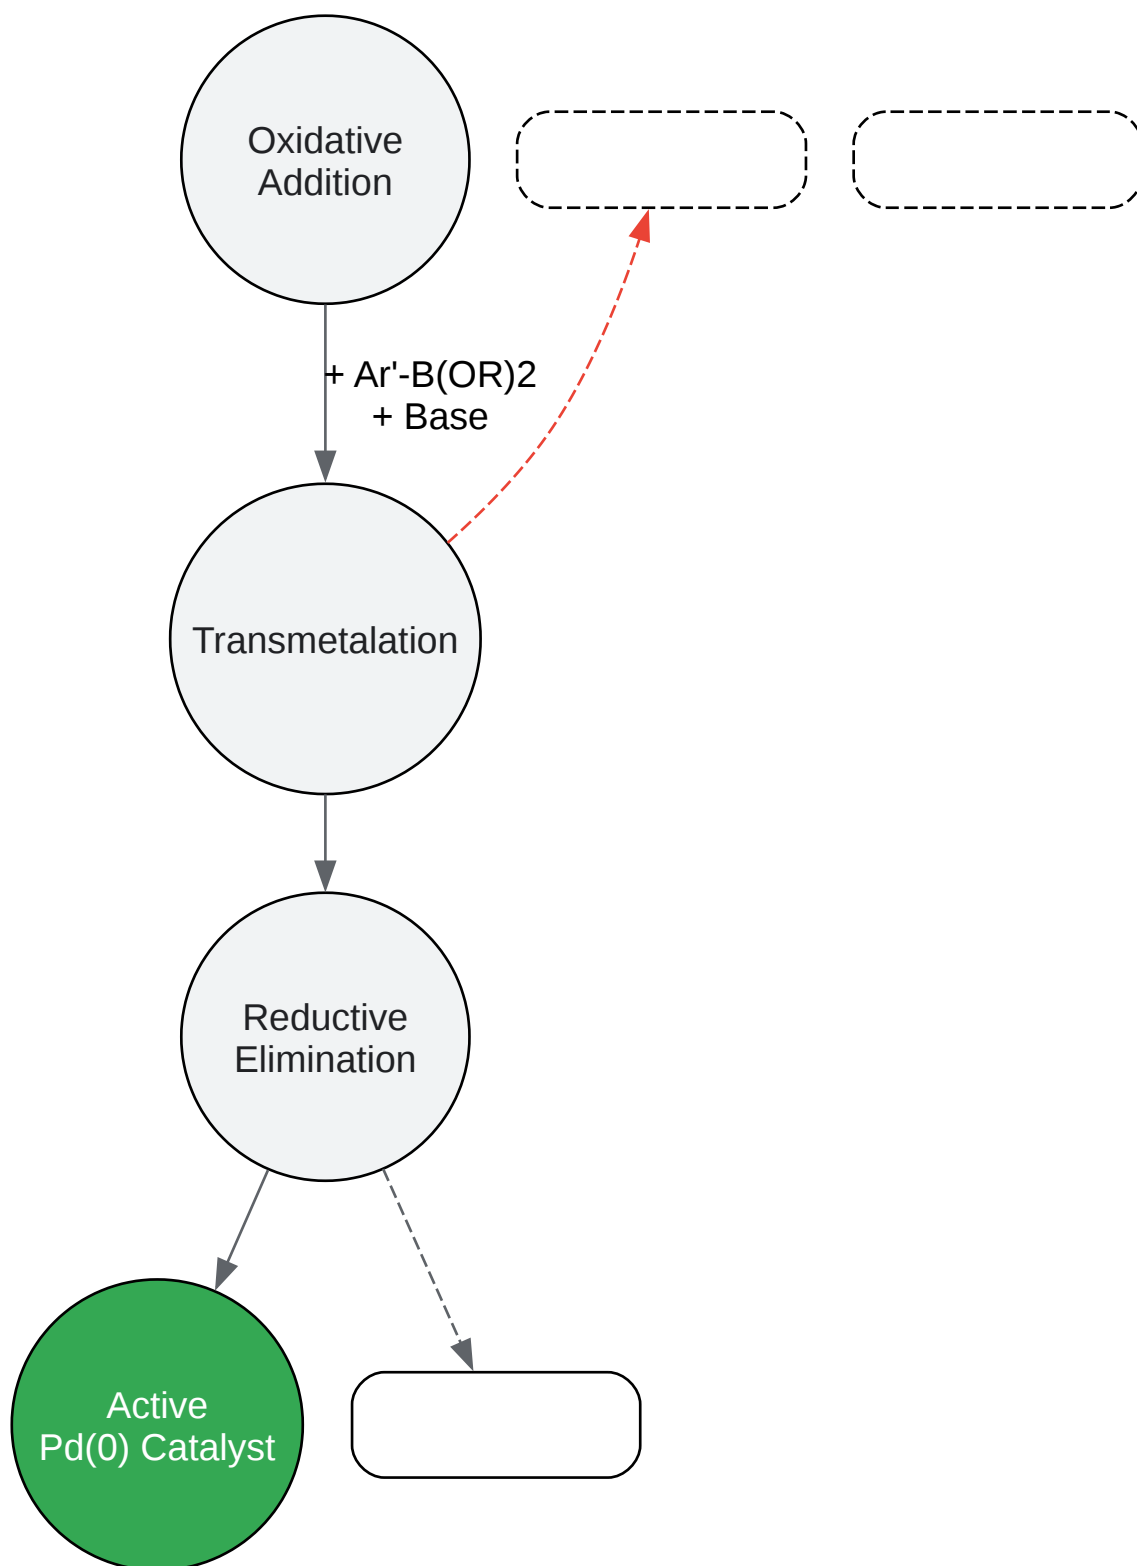 Oxidative
Addition
+ Ar'-B(OR)2
+ Base
Transmetalation
Reductive
Elimination
Active
Pd(0) Catalyst